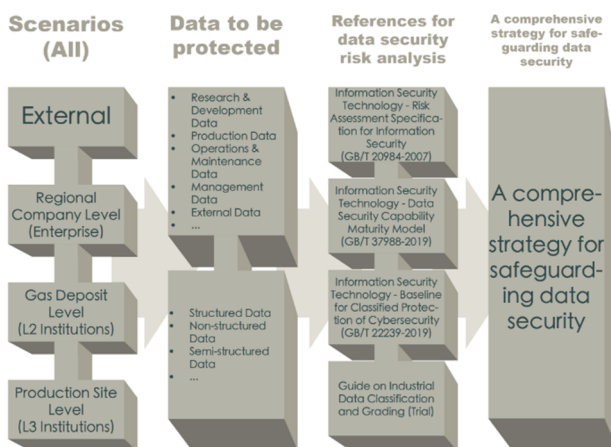 Scenarios
(All)
External
Regional
Company Level
(Enterprise)
Gas Deposit
Level
(L2 Institutions)
Production Site
Level
(L3 Institutions)
Data to be
protected
• Research &
Development
Data
• Production Data
• Operations &
Maintenance
Data
• Management
Data
• External Data
• ...
• Structured Data
• Non-structured
Data
• Semi-structured
Data
• ...
References for
data security
risk analysis
Information Security
Technology - Risk
Assessment Specifica-
tion for Information
Security
(GB/T 20984-2007)
Information Security
Technology - Data
Security Capability
Maturity Model
(GB/T 37988-2019)
Information Security
Technology - Baseline
for Classified Protec-
tion of Cybersecurity
(GB/T 22239-2019)
Guide on Industrial
Data Classification
and Grading (Trial)
A comprehensive
strategy for safe-
guarding data
security
A compre-
hensive
strategy for
safeguard-
ing data
security